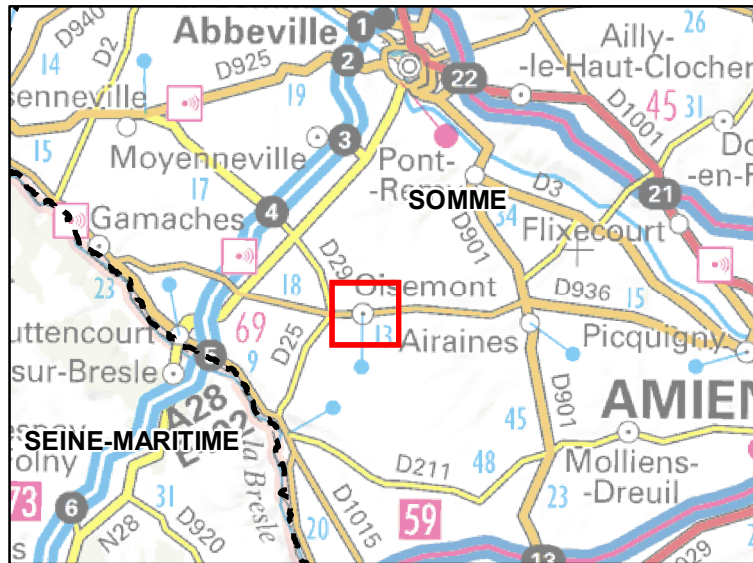 D940
D2
Abbeville
1
26
Ailly
-le-Haut-Clocher
14
D925
2
22
D1001
45
31
senneville
19
3
15
Moyenneville
Pont-
-Remy
D3
-en-
17
4
SOMME
21
Gamaches
34
Flixecourt
D29
D901
23
18
Oisemont
D936
15
69
13
Airaines
Picquigny
uttencourt
D25
5
9
sur-Bresle
A28
AMIEN
SEINE-MARITIME
D901
45
la Bresle
D211
48
Molliens-
-Dreuil
73
6
31
59
23
N28
D920
20
D1015
13
029